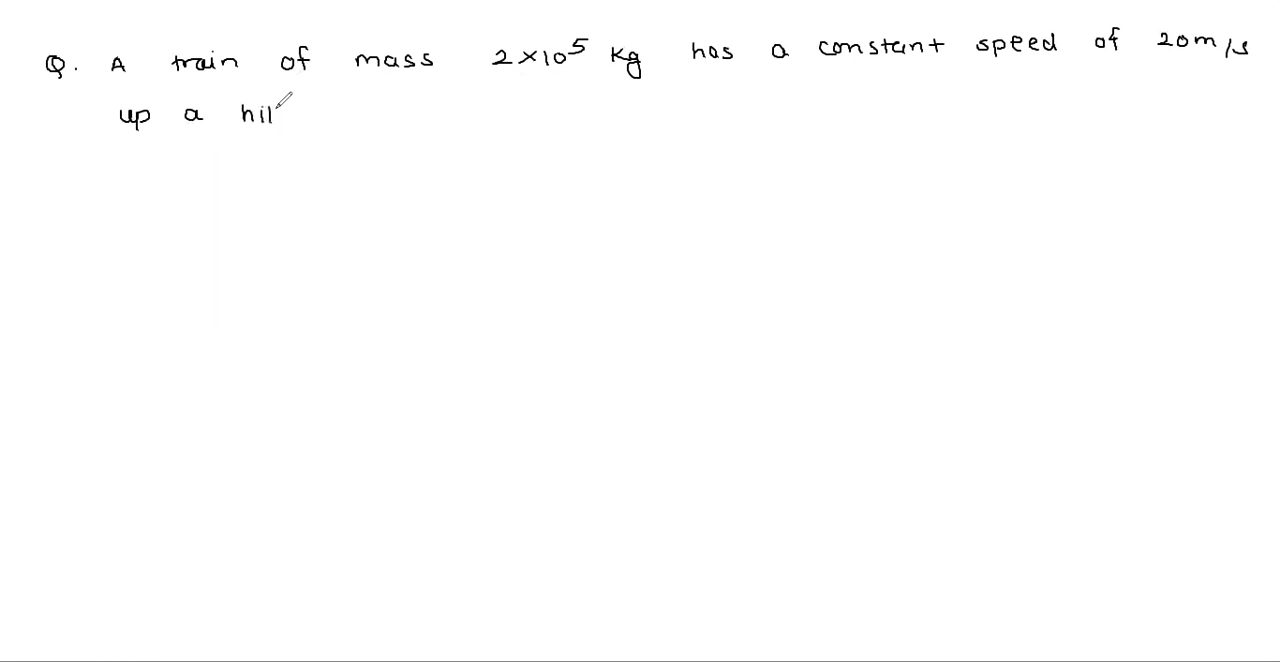 Q. A train of mass 2×10⁵ Kg has a constant speed of 20m/s
up a hil